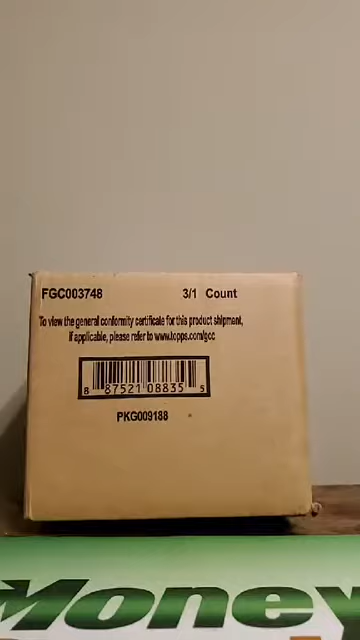 FGC003748 3/1 Count
To view the general conformity certificate for this product shipment,
if applicable, please refer to www.topps.com/gcc
8 87521 08835 5
PKG009188
Money